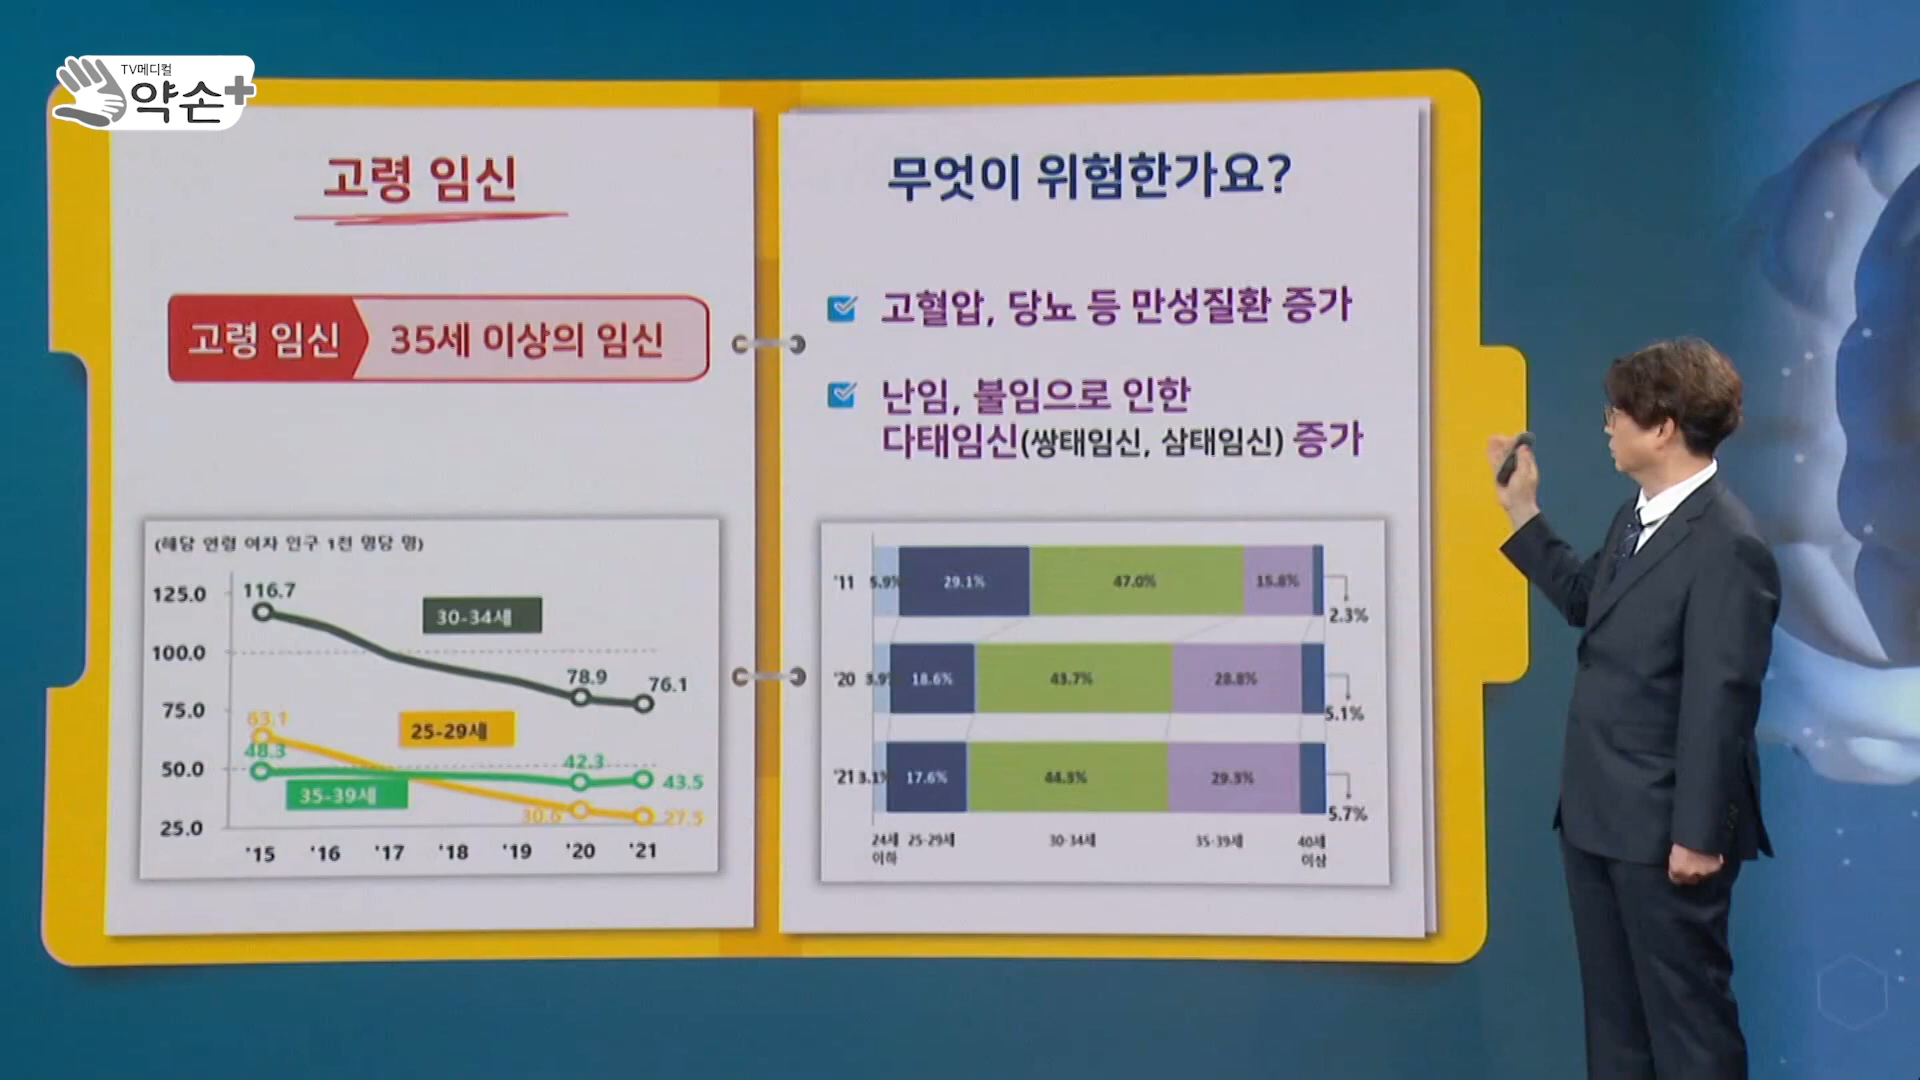 TV메디컬
약손+
고령 임신
고령 임신
35세 이상의 임신
(해당 연령 여자 인구 1천 명당 명)
125.0
100.0
75.0
50.0
25.0
116.7
30-34세
78.9
76.1
63.1
25-29세
48.3
42.3
43.5
35-39세
30.6
27.5
'15 '16 '17 '18 '19 '20 '21
무엇이 위험한가요?
고혈압, 당뇨 등 만성질환 증가
난임, 불임으로 인한
다태임신(쌍태임신, 삼태임신) 증가
'11 5.9% 29.1% 47.0% 15.8%
2.3%
'20 3.9% 18.6% 43.7% 28.8%
5.1%
'21 3.1% 17.6% 44.3% 29.3%
5.7%
24세 25-29세 30-34세 35-39세 40세
이하 이상